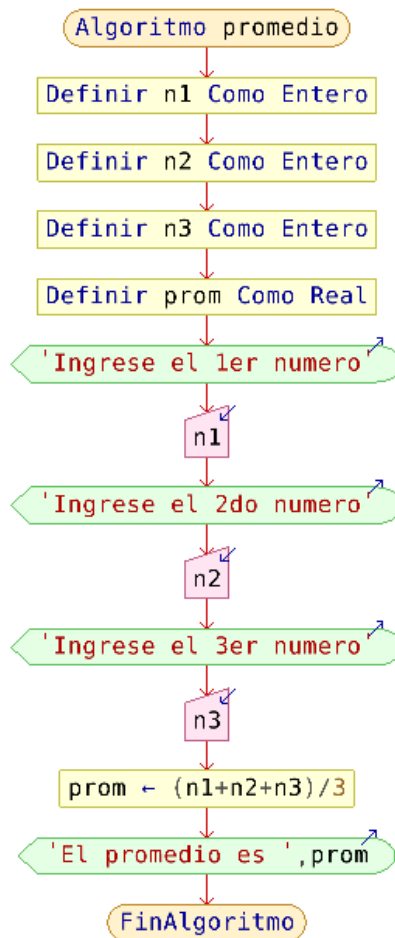 Algoritmo promedio
Definir n1 Como Entero
Definir n2 Como Entero
Definir n3 Como Entero
Definir prom Como Real
'Ingrese el 1er numero'
n1
'Ingrese el 2do numero'
n2
'Ingrese el 3er numero'
n3
prom ← (n1+n2+n3)/3
'El promedio es ',prom
FinAlgoritmo